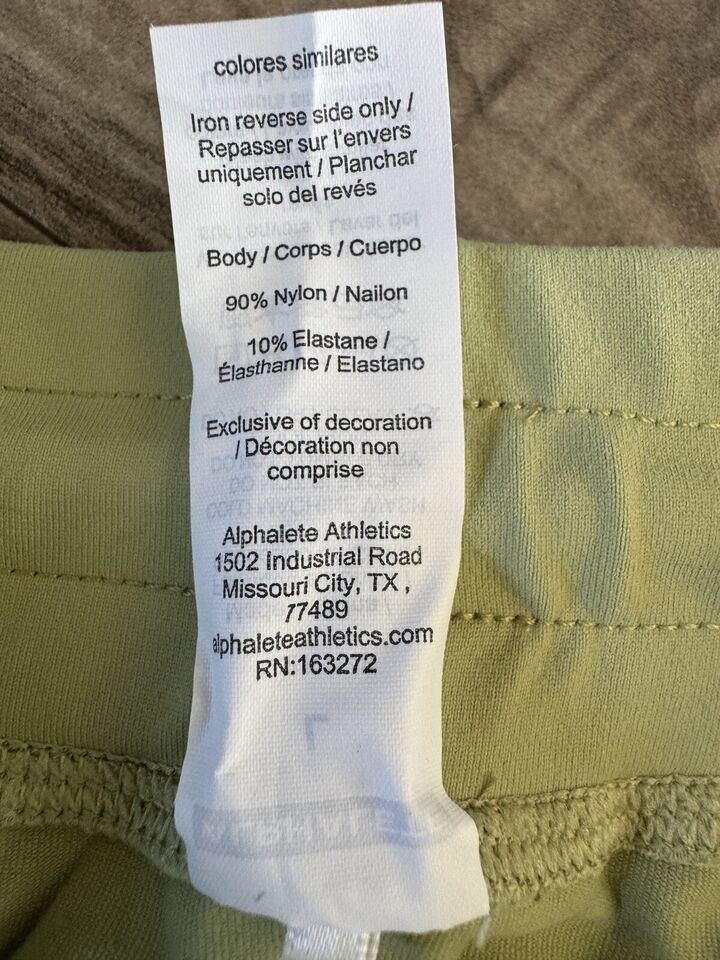 colores similares
Iron reverse side only /
Repasser sur l'envers
uniquement / Planchar
solo del revés
Body / Corps / Cuerpo
90% Nylon / Nailon
10% Elastane /
Élasthanne / Elastano
Exclusive of decoration
/ Décoration non
comprise
Alphalete Athletics
1502 Industrial Road
Missouri City, TX ,
77489
alphaleteathletics.com
RN:163272